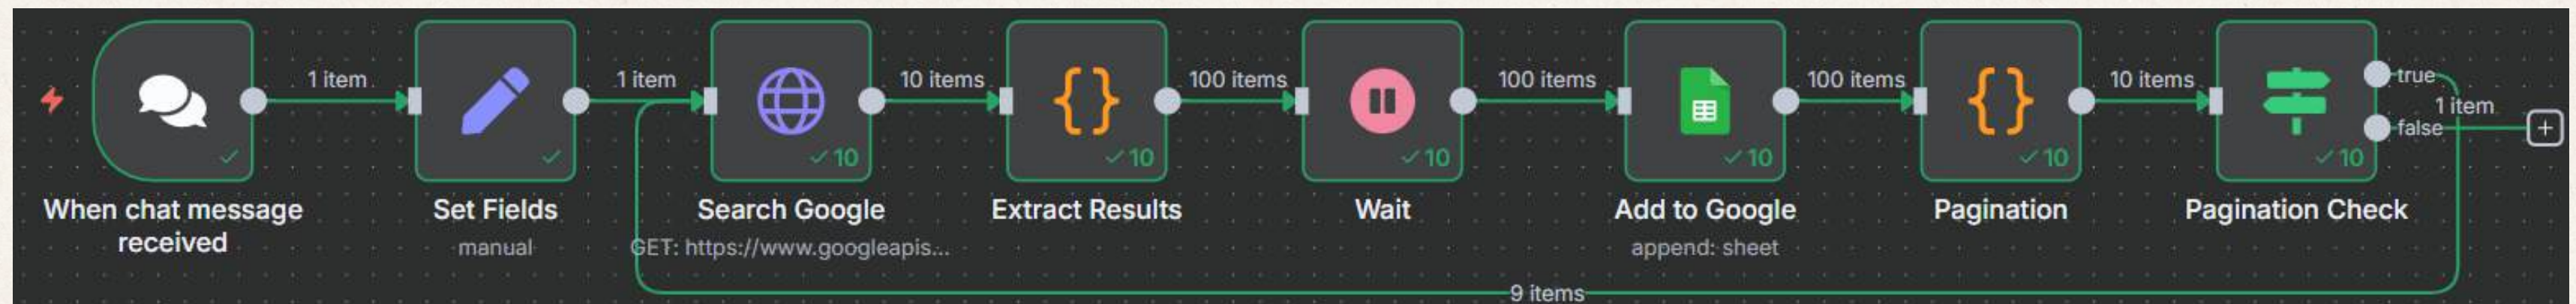 1 item
1 item
10 items
100 items
100 items
100 items
10 items
true
1 item
false
10
10
10
10
10
10
When chat message
received
Set Fields
manual
Search Google
GET: https://www.googleapis...
Extract Results
Wait
Add to Google
append: sheet
Pagination
Pagination Check
9 items